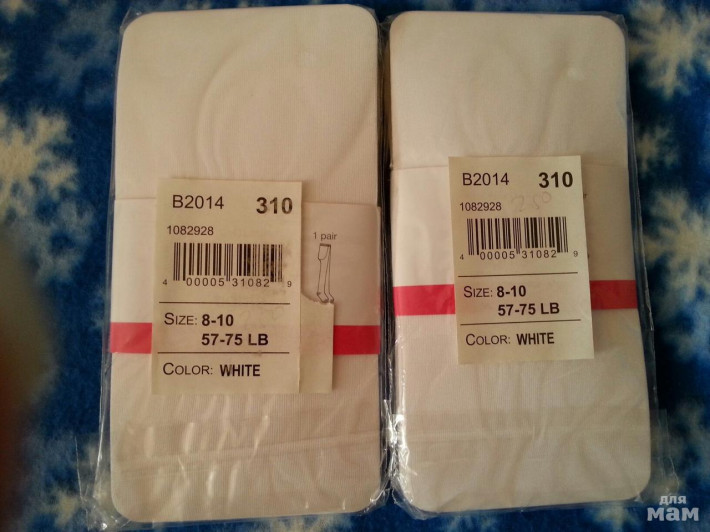 B2014 310
1082928
1 pair
4 00005 31082 9
SIZE: 8-10
57-75 LB
COLOR: WHITE
B2014 310
1082928
4 00005 31082 9
SIZE: 8-10
57-75 LB
COLOR: WHITE
для
мам